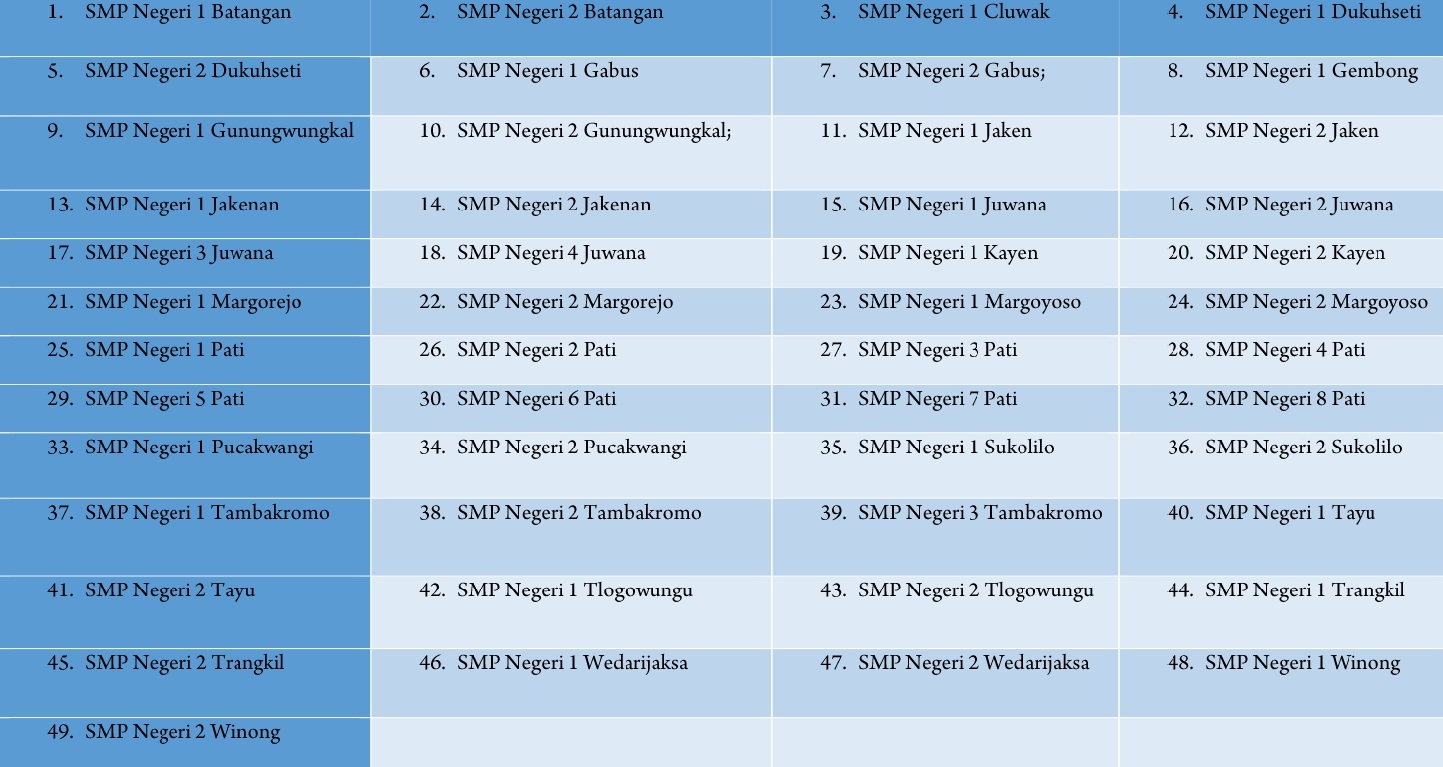 1. SMP Negeri 1 Batangan
2. SMP Negeri 2 Batangan
3. SMP Negeri 1 Cluwak
4. SMP Negeri 1 Dukuhseti
5. SMP Negeri 2 Dukuhseti
6. SMP Negeri 1 Gabus
7. SMP Negeri 2 Gabus;
8. SMP Negeri 1 Gembong
9. SMP Negeri 1 Gunungwungkal
10. SMP Negeri 2 Gunungwungkal;
11. SMP Negeri 1 Jaken
12. SMP Negeri 2 Jaken
13. SMP Negeri 1 Jakenan
14. SMP Negeri 2 Jakenan
15. SMP Negeri 1 Juwana
16. SMP Negeri 2 Juwana
17. SMP Negeri 3 Juwana
18. SMP Negeri 4 Juwana
19. SMP Negeri 1 Kayen
20. SMP Negeri 2 Kayen
21. SMP Negeri 1 Margorejo
22. SMP Negeri 2 Margorejo
23. SMP Negeri 1 Margoyoso
24. SMP Negeri 2 Margoyoso
25. SMP Negeri 1 Pati
26. SMP Negeri 2 Pati
27. SMP Negeri 3 Pati
28. SMP Negeri 4 Pati
29. SMP Negeri 5 Pati
30. SMP Negeri 6 Pati
31. SMP Negeri 7 Pati
32. SMP Negeri 8 Pati
33. SMP Negeri 1 Pucakwangi
34. SMP Negeri 2 Pucakwangi
35. SMP Negeri 1 Sukolilo
36. SMP Negeri 2 Sukolilo
37. SMP Negeri 1 Tambakromo
38. SMP Negeri 2 Tambakromo
39. SMP Negeri 3 Tambakromo
40. SMP Negeri 1 Tayu
41. SMP Negeri 2 Tayu
42. SMP Negeri 1 Tlogowungu
43. SMP Negeri 2 Tlogowungu
44. SMP Negeri 1 Trangkil
45. SMP Negeri 2 Trangkil
46. SMP Negeri 1 Wedarijaksa
47. SMP Negeri 2 Wedarijaksa
48. SMP Negeri 1 Winong
49. SMP Negeri 2 Winong